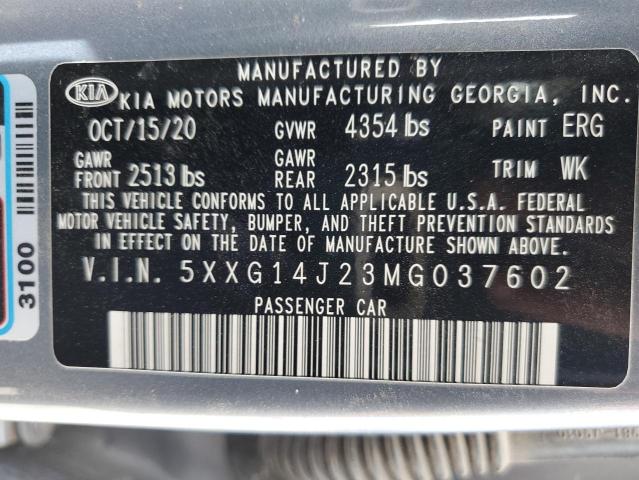 MANUFACTURED BY
KIA KIA MOTORS MANUFACTURING GEORGIA, INC.
OCT/15/20 GVWR 4354 lbs PAINT ERG
GAWR FRONT 2513 lbs GAWR REAR 2315 lbs TRIM WK
THIS VEHICLE CONFORMS TO ALL APPLICABLE U.S.A. FEDERAL
MOTOR VEHICLE SAFETY, BUMPER, AND THEFT PREVENTION STANDARDS
IN EFFECT ON THE DATE OF MANUFACTURE SHOWN ABOVE.
V.I.N. 5XXG14J23MG037602
PASSENGER CAR
3100